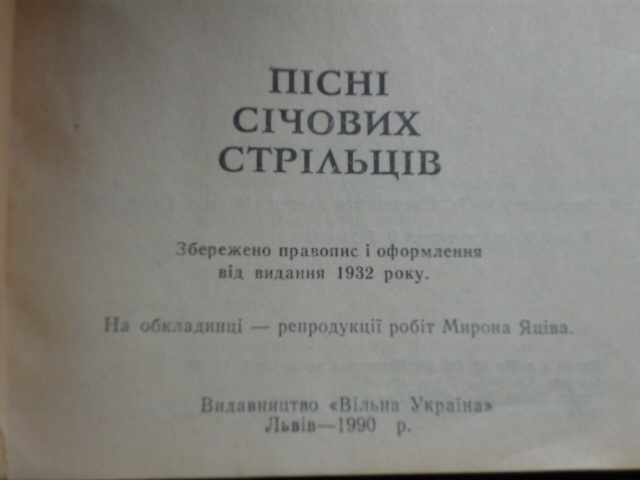 ПІСНІ
СІЧОВИХ
СТРІЛЬЦІВ
Збережено правопис і оформлення
від видання 1932 року.
На обкладинці — репродукції робіт Мирона Яціва.
Видавництво «Вільна Україна»
Львів—1990 р.